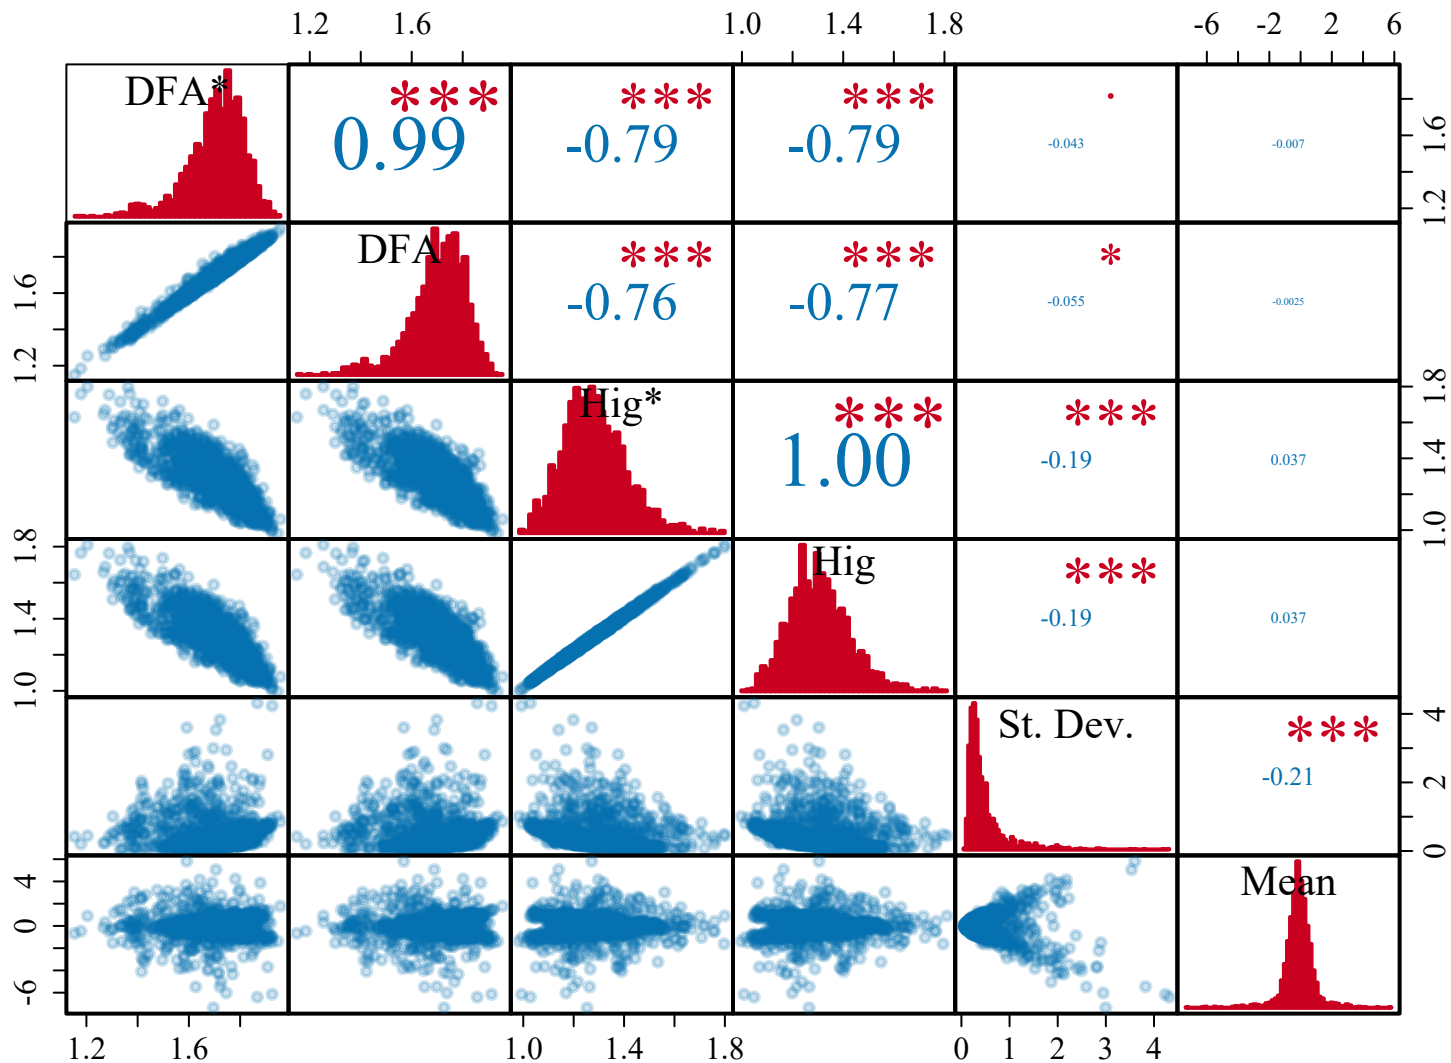 1.2 1.6 1.0 1.4 1.8 -6 -2 2 6
DFA* *** *** *** .
0.99 -0.79 -0.79 -0.043 -0.007 1.6
1.2
DFA *** *** *
1.6 -0.76 -0.77 -0.055 -0.0025
1.2
Hig* *** *** 1.8
1.00 -0.19 0.037 1.4
1.0
1.8 Hig ***
1.4 -0.19 0.037
1.0
St. Dev. *** 4
-0.21 2
0
4 Mean
0
-6
1.2 1.6 1.0 1.4 1.8 0 1 2 3 4